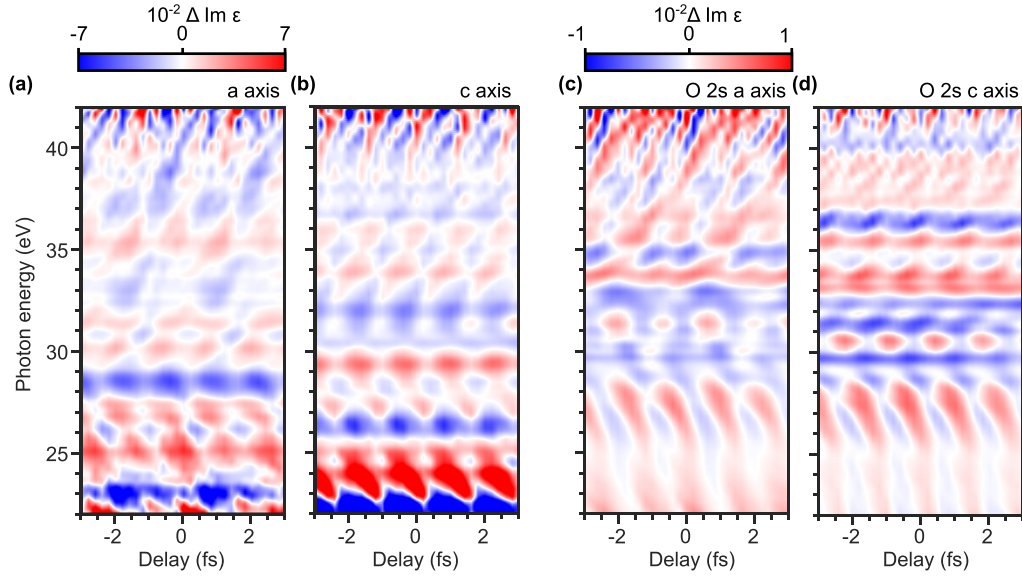 10⁻² Δ Im ε
-7 0 7
10⁻² Δ Im ε
-1 0 1
(a) a axis
(b) c axis
(c) O 2s a axis
(d) O 2s c axis
Photon energy (eV)
40
35
30
25
-2 0 2
-2 0 2
-2 0 2
-2 0 2
Delay (fs)
Delay (fs)
Delay (fs)
Delay (fs)